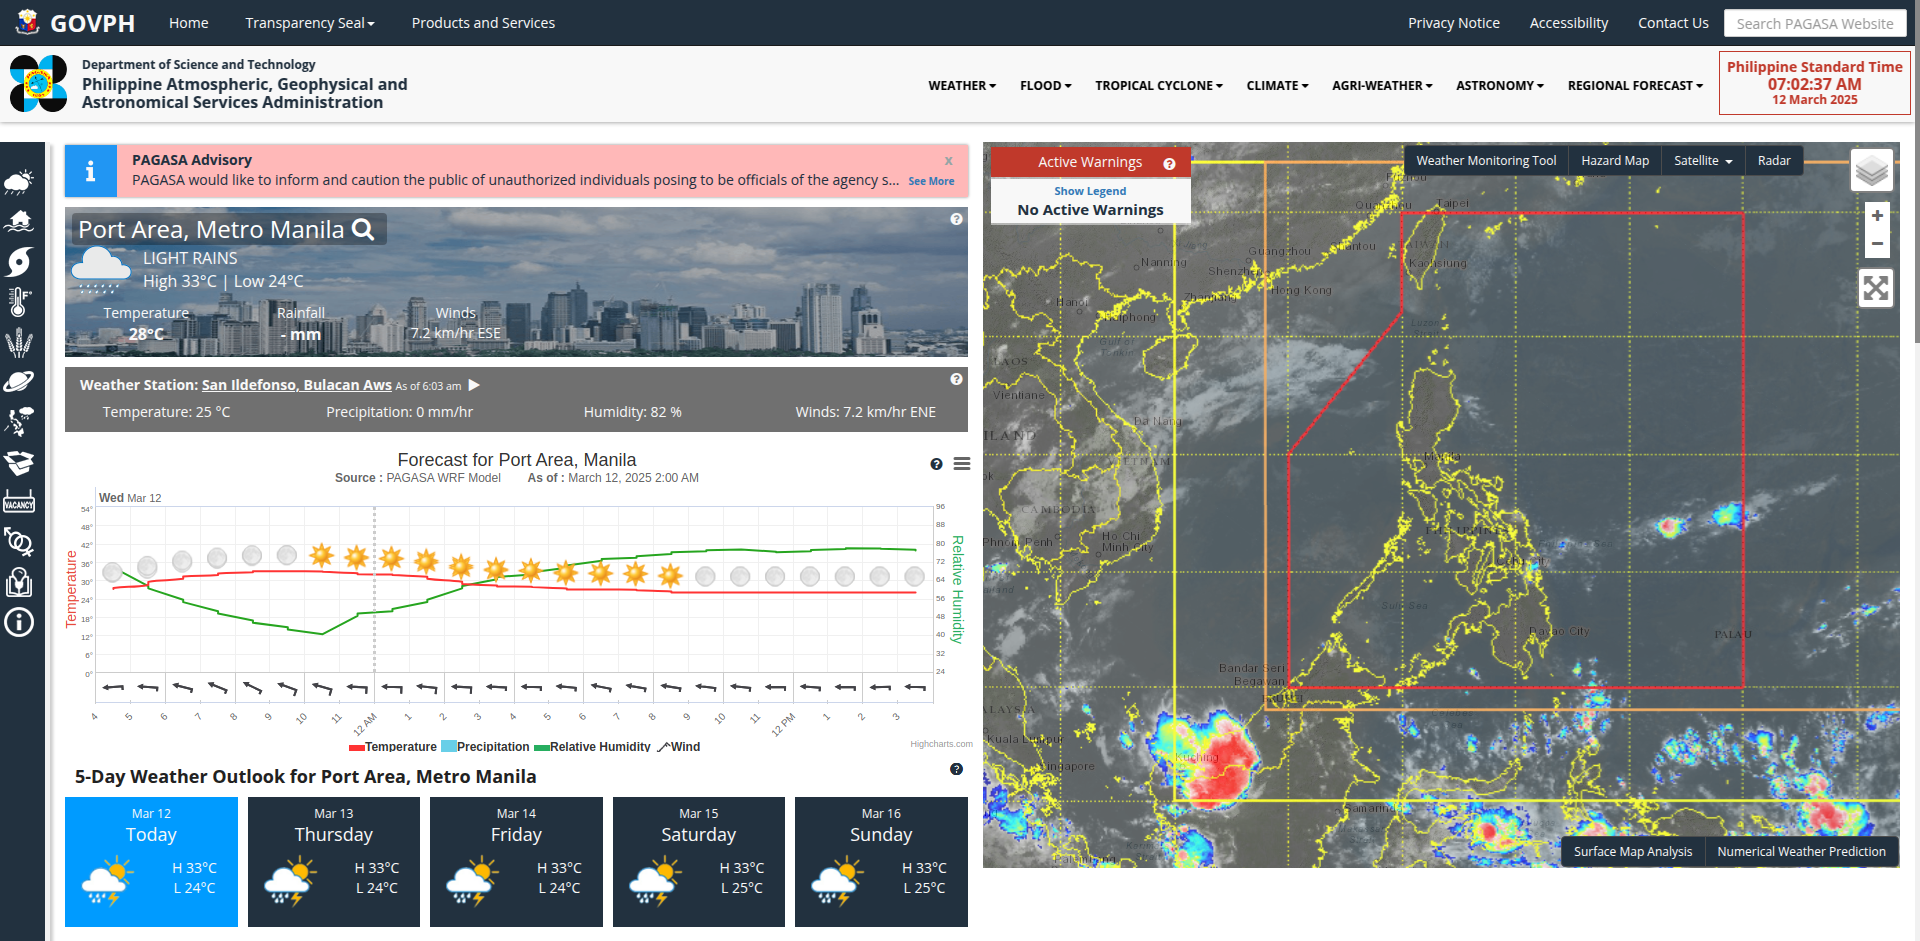 GOVPH
Home
Transparency Seal
Products and Services
Privacy Notice
Accessibility
Contact Us
Search PAGASA Website
Department of Science and Technology
Philippine Atmospheric, Geophysical and
Astronomical Services Administration
WEATHER
FLOOD
TROPICAL CYCLONE
CLIMATE
AGRI-WEATHER
ASTRONOMY
REGIONAL FORECAST
Philippine Standard Time
07:02:37 AM
12 March 2025
PAGASA Advisory
x
PAGASA would like to inform and caution the public of unauthorized individuals posing to be officials of the agency s... See More
Port Area, Metro Manila
LIGHT RAINS
High 33°C | Low 24°C
Temperature
28°C
Rainfall
- mm
Winds
7.2 km/hr ESE
Weather Station: San Ildefonso, Bulacan Aws As of 6:03 am
Temperature: 25 °C
Precipitation: 0 mm/hr
Humidity: 82 %
Winds: 7.2 km/hr ENE
Forecast for Port Area, Manila
Source : PAGASA WRF Model As of : March 12, 2025 2:00 AM
Wed Mar 12
54°
48°
42°
36°
30°
24°
18°
12°
6°
0°
Temperature
96
88
80
72
64
56
48
40
32
24
Relative Humidity
4 5 6 7 8 9 10 11 12 AM 1 2 3 4 5 6 7 8 9 10 11 12 PM 1 2 3
Temperature Precipitation Relative Humidity Wind
Highcharts.com
5-Day Weather Outlook for Port Area, Metro Manila
Mar 12
Today
H 33°C
L 24°C
Mar 13
Thursday
H 33°C
L 24°C
Mar 14
Friday
H 33°C
L 24°C
Mar 15
Saturday
H 33°C
L 25°C
Mar 16
Sunday
H 33°C
L 25°C
VACANCY
Active Warnings
Show Legend
No Active Warnings
Weather Monitoring Tool
Hazard Map
Satellite
Radar
+
−
Taipei
Guangzhou
Nanning
Kaohsiung
Hong Kong
Hanoi
Luzon
Vientiane
Da Nang
CAMBODIA
Ho Chi
Minh City
Manila
Sulu Sea
Davao City
PALAU
Bandar Seri
Begawan
Kuala Lumpur
Kuching
Singapore
Surface Map Analysis
Numerical Weather Prediction